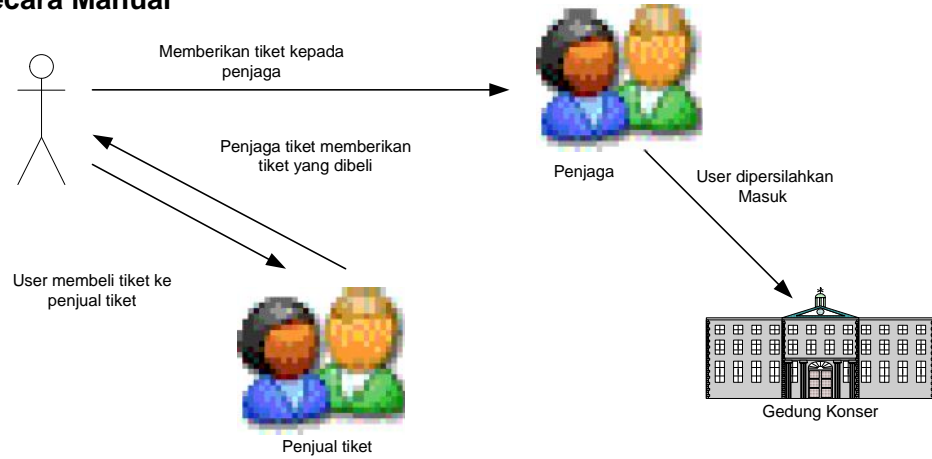 Secara Manual
Memberikan tiket kepada
penjaga
Penjaga tiket memberikan
tiket yang dibeli
Penjaga
User dipersilahkan
Masuk
User membeli tiket ke
penjual tiket
Penjual tiket
Gedung Konser